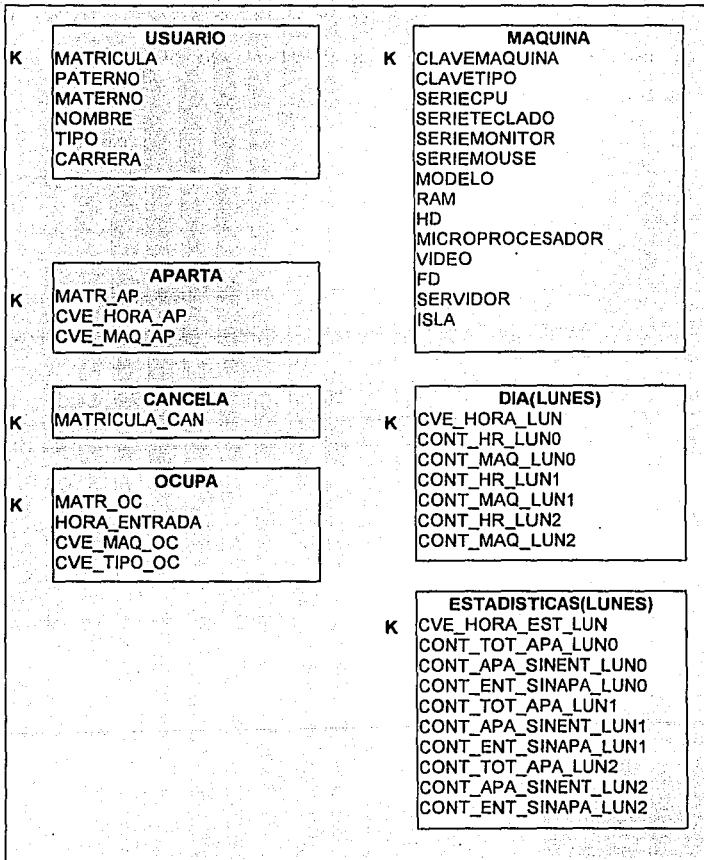 USUARIO
K MATRICULA
PATERNO
MATERNO
NOMBRE
TIPO
CARRERA
APARTA
K MATR_AP
CVE_HORA_AP
CVE_MAQ_AP
CANCELA
K MATRICULA_CAN
OCUPA
K MATR_OC
HORA_ENTRADA
CVE_MAQ_OC
CVE_TIPO_OC
MAQUINA
K CLAVEMAQUINA
CLAVETIPO
SERIECPU
SERIETECLADO
SERIEMONITOR
SERIEMOUSE
MODELO
RAM
HD
MICROPROCESADOR
VIDEO
FD
SERVIDOR
ISLA
DIA(LUNES)
K CVE_HORA_LUN
CONT_HR_LUN0
CONT_MAQ_LUN0
CONT_HR_LUN1
CONT_MAQ_LUN1
CONT_HR_LUN2
CONT_MAQ_LUN2
ESTADISTICAS(LUNES)
K CVE_HORA_EST_LUN
CONT_TOT_APA_LUN0
CONT_APA_SINENT_LUN0
CONT_ENT_SINAPA_LUN0
CONT_TOT_APA_LUN1
CONT_APA_SINENT_LUN1
CONT_ENT_SINAPA_LUN1
CONT_TOT_APA_LUN2
CONT_APA_SINENT_LUN2
CONT_ENT_SINAPA_LUN2